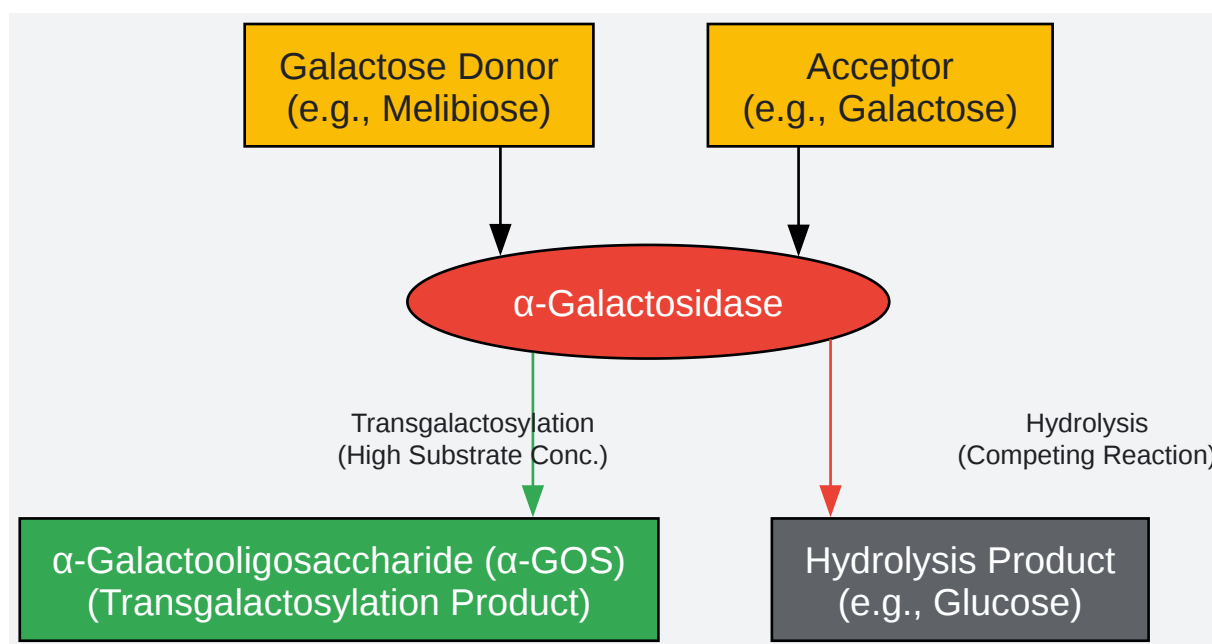 Galactose Donor
(e.g., Melibiose)
Acceptor
(e.g., Galactose)
α-Galactosidase
Transgalactosylation
(High Substrate Conc.)
Hydrolysis
(Competing Reaction)
α-Galactooligosaccharide (α-GOS)
(Transgalactosylation Product)
Hydrolysis Product
(e.g., Glucose)